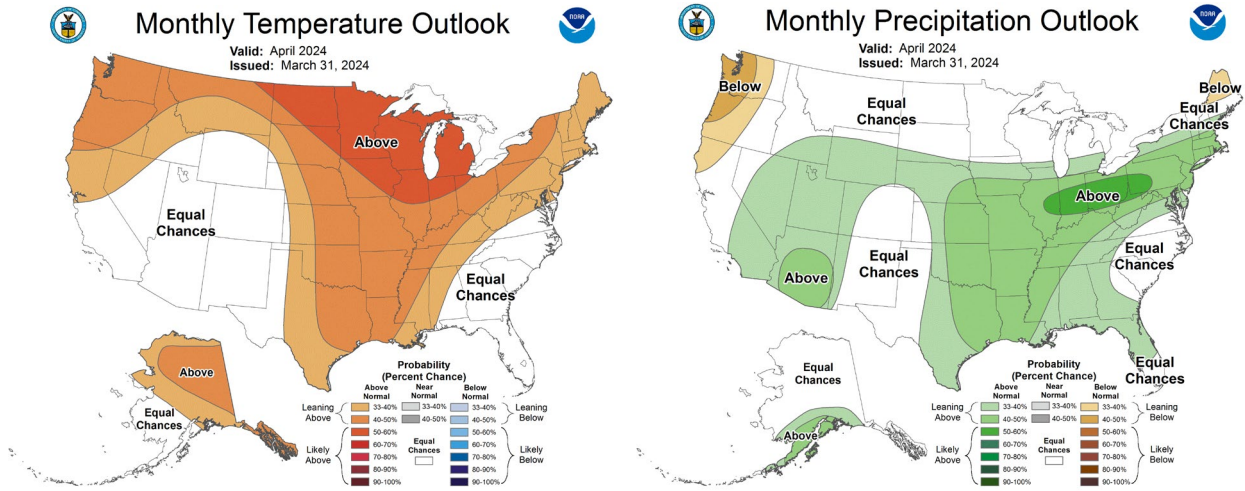 Monthly Temperature Outlook
NOAA
Valid: April 2024
Issued: March 31, 2024
Above
Equal
Chances
Equal
Chances
Above
Equal
Chances
Probability
(Percent Chance)
Above
Normal
Near
Normal
Below
Normal
Leaning
Above
33-40%
33-40%
33-40%
Leaning
Below
40-50%
40-50%
40-50%
Likely
Above
50-60%
50-60%
Likely
Below
60-70%
Equal
Chances
60-70%
70-80%
70-80%
80-90%
80-90%
90-100%
90-100%
Monthly Precipitation Outlook
NOAA
Valid: April 2024
Issued: March 31, 2024
Below
Equal
Chances
Below
Equal
Chances
Above
Above
Equal
Chances
Equal
Chances
Equal
Chances
Equal
Chances
Above
Probability
(Percent Chance)
Above
Normal
Near
Normal
Below
Normal
Leaning
Above
33-40%
33-40%
33-40%
Leaning
Below
40-50%
40-50%
40-50%
Likely
Above
50-60%
50-60%
Likely
Below
60-70%
Equal
Chances
60-70%
70-80%
70-80%
80-90%
80-90%
90-100%
90-100%